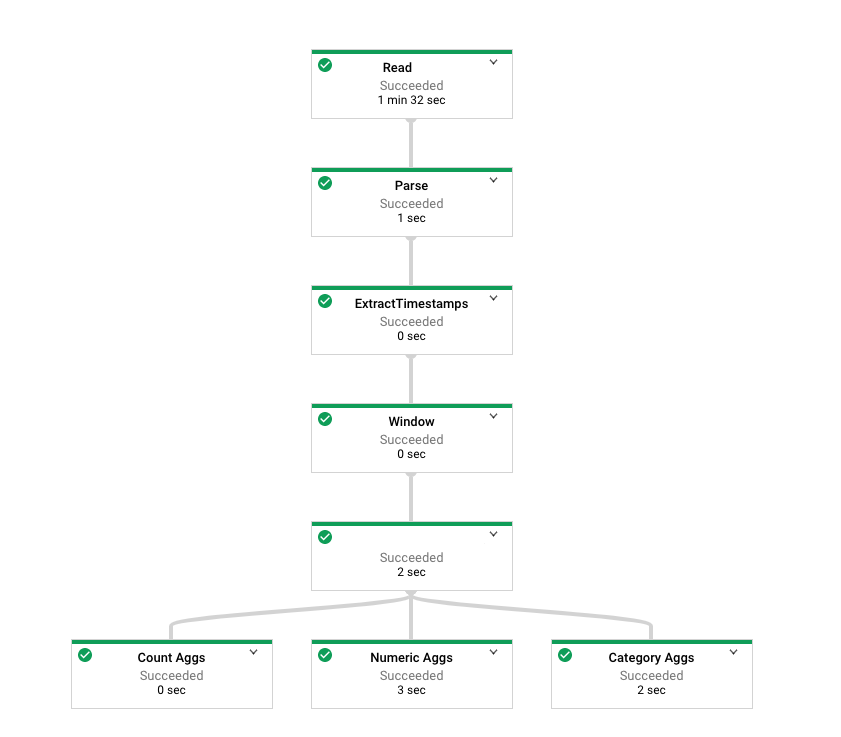 Read
Succeeded
1 min 32 sec
Parse
Succeeded
1 sec
ExtractTimestamps
Succeeded
0 sec
Window
Succeeded
0 sec
Succeeded
2 sec
Count Aggs
Succeeded
0 sec
Numeric Aggs
Succeeded
3 sec
Category Aggs
Succeeded
2 sec